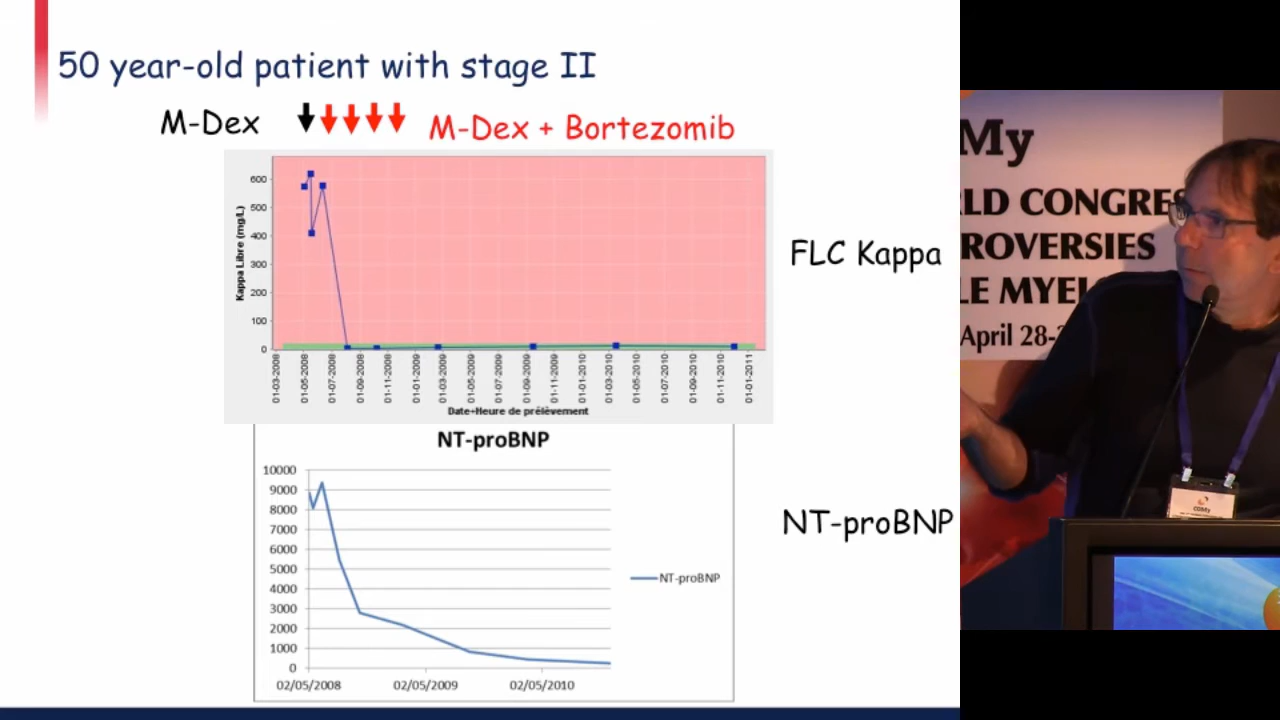 50 year-old patient with stage II
M-Dex
M-Dex + Bortezomib
600
500
400
300
200
100
0
Kappa Libre (mg/L)
01-03-2008
01-05-2008
01-07-2008
01-09-2008
01-11-2008
01-01-2009
01-03-2009
01-05-2009
01-07-2009
01-09-2009
01-11-2009
01-01-2010
01-03-2010
01-05-2010
01-07-2010
01-09-2010
01-11-2010
01-01-2011
Date+Heure de prélèvement
FLC Kappa
NT-proBNP
10000
9000
8000
7000
6000
5000
4000
3000
2000
1000
0
02/05/2008
02/05/2009
02/05/2010
NT-proBNP
NT-proBNP
My
RLD CONGRES
ROVERSIES
LE MYEL
April 28-
COMy